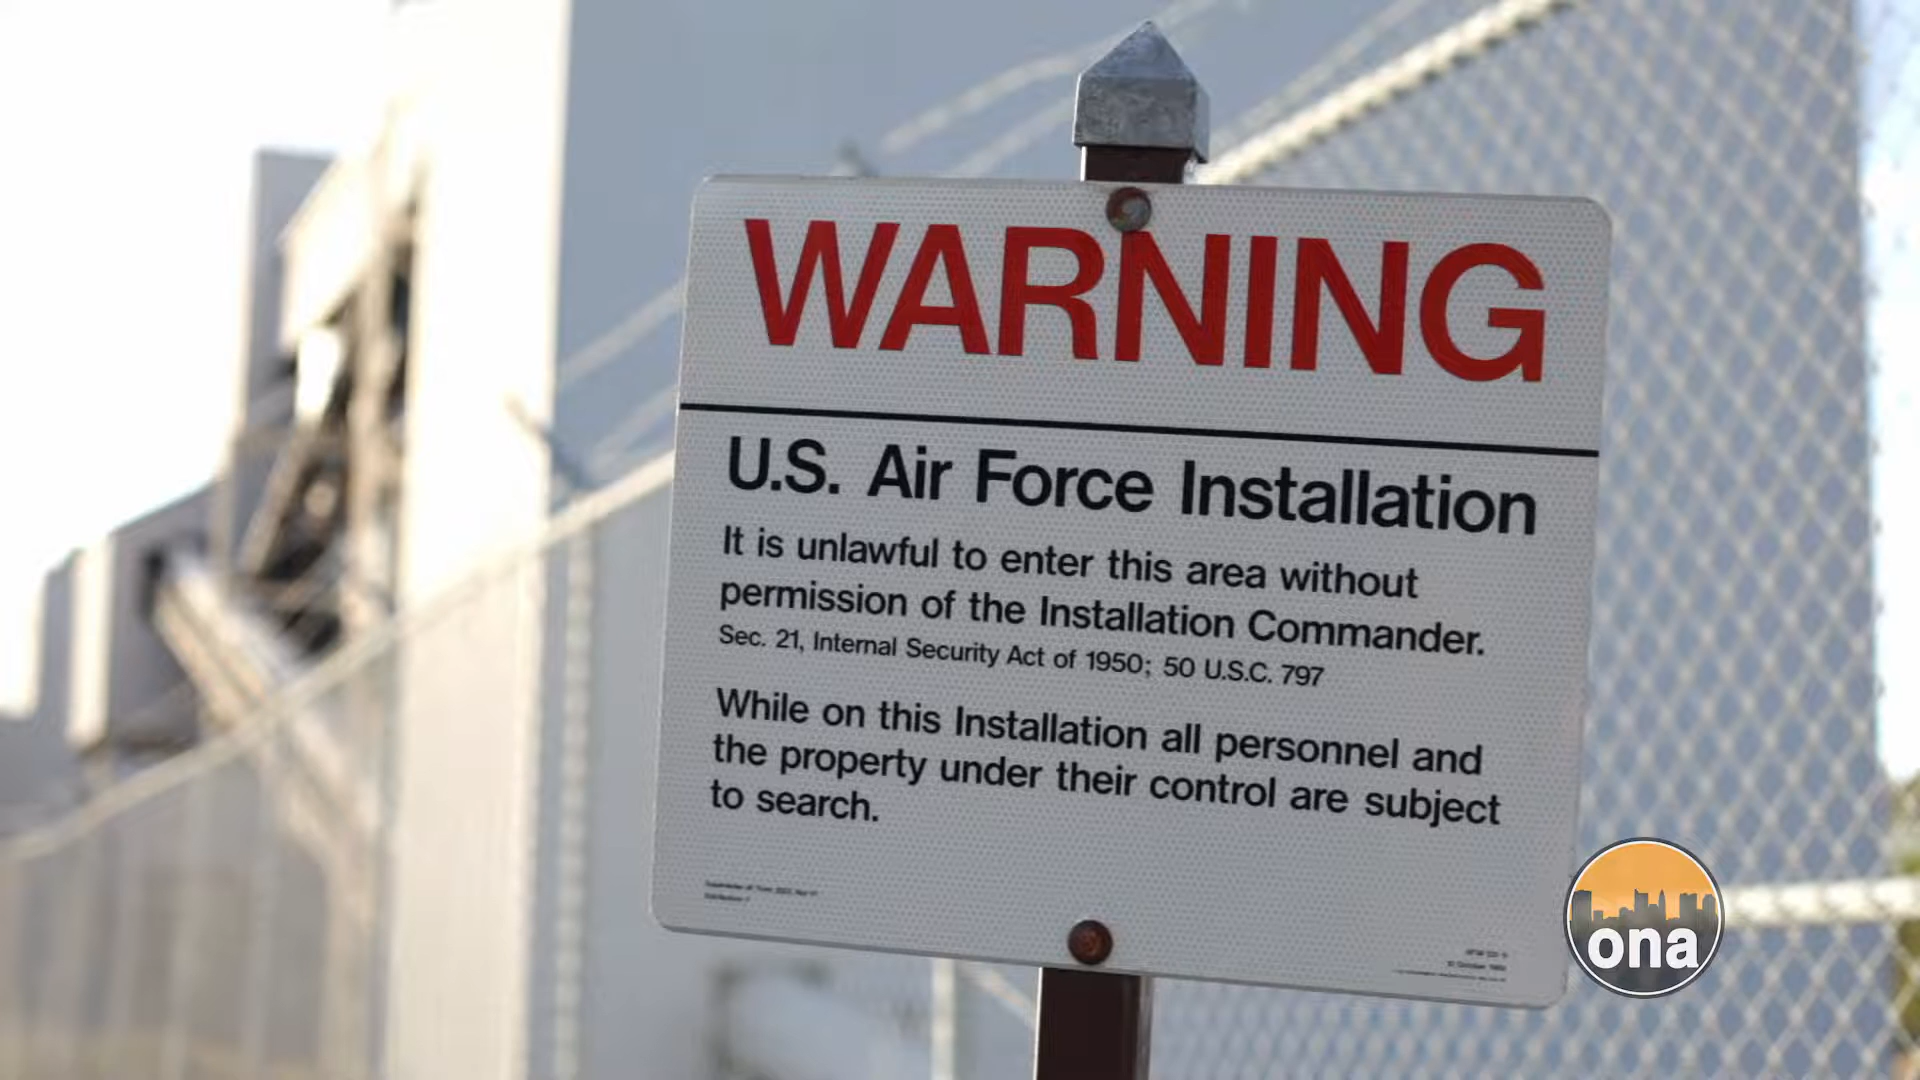 WARNING
U.S. Air Force Installation
It is unlawful to enter this area without
permission of the Installation Commander.
Sec. 21, Internal Security Act of 1950; 50 U.S.C. 797
While on this Installation all personnel and
the property under their control are subject
to search.
ona